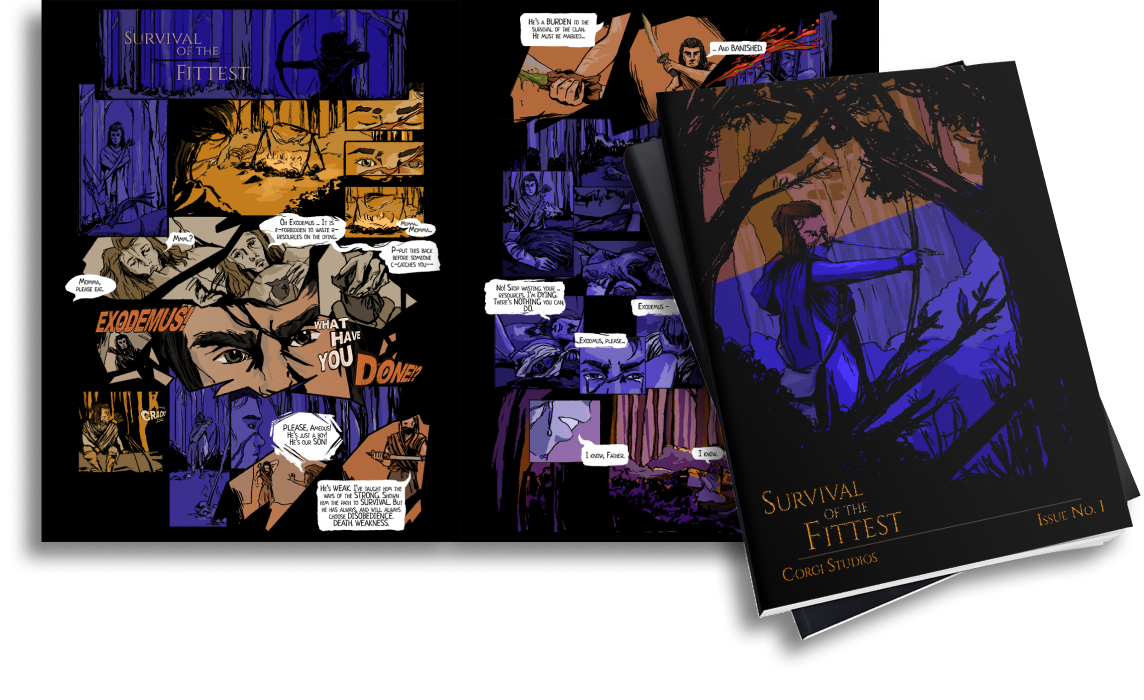 SURVIVAL
OF THE
FITTEST
MMM..?
MOMMA,
PLEASE EAT.
OH EXODEMUS ... IT IS
F-FORBIDDEN TO WASTE R-
RESOURCES ON THE DYING.
MOMMA...
MOMMA...
P-PUT THIS BACK
BEFORE SOMEONE
C-CATCHES YOU---
EXODEMUS!
WHAT
HAVE
YOU
DONE!?
CRACK!
PLEASE, AMEDUS!
HE'S JUST A BOY!
HE'S OUR SON!
HE'S WEAK. I'VE TAUGHT HIM THE
WAYS OF THE STRONG. SHOWN
HIM THE PATH TO SURVIVAL. BUT
HE HAS ALWAYS, AND WILL ALWAYS
CHOOSE DISOBEDIENCE.
DEATH. WEAKNESS.
HE'S A BURDEN TO THE
SURVIVAL OF THE CLAN.
HE MUST BE MARKED...
... AND BANISHED.
NO! STOP WASTING YOUR ...
RESOURCES. I'M DYING.
THERE'S NOTHING YOU CAN
DO.
EXODEMUS –
...EXODMUS, PLEASE...
I KNOW, FATHER.
I KNOW.
SURVIVAL
OF THE
FITTEST
ISSUE NO. 1
CORGI STUDIOS